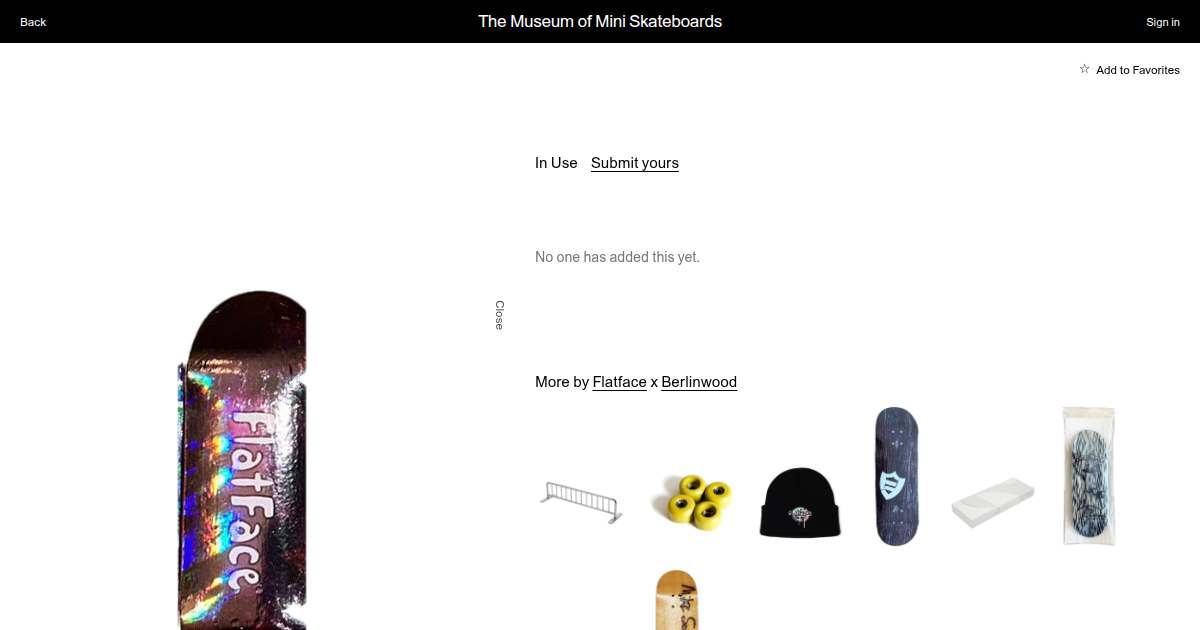 Back
The Museum of Mini Skateboards
Sign in
☆ Add to Favorites
In Use Submit yours
No one has added this yet.
Close
More by Flatface x Berlinwood
FlatFace